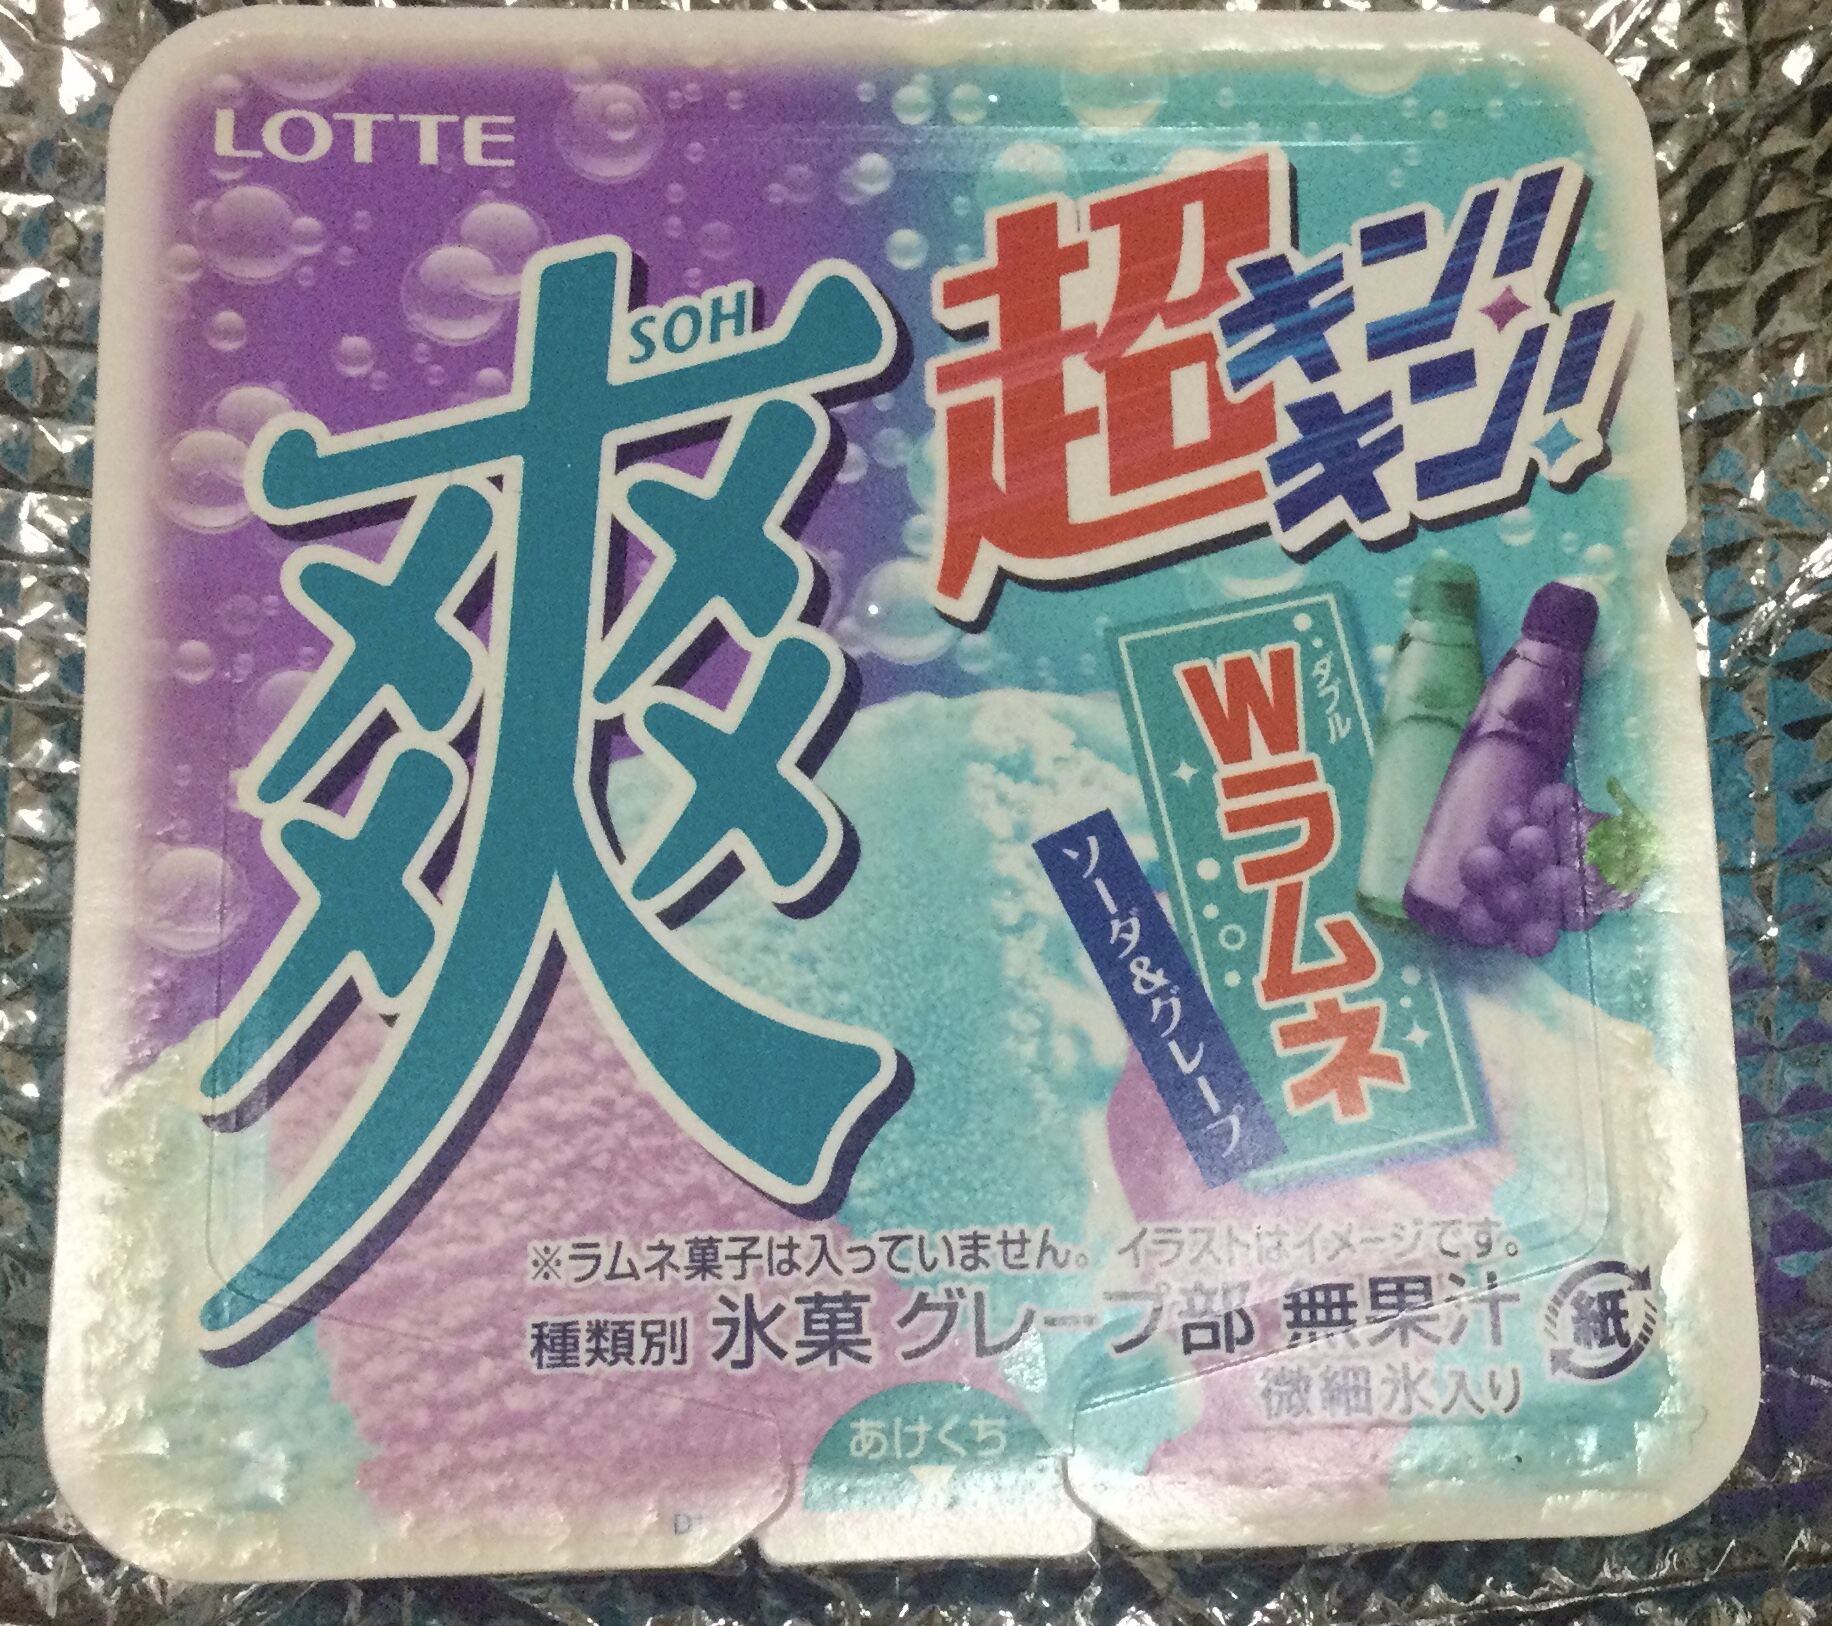 LOTTE
爽
SOH
超
キンッ!
キンッ!
Wラムネ
ダブル
ソーダ&グレープ
※ラムネ菓子は入っていません。イラストはイメージです。
種類別 氷菓 グレープ部 無果汁
紙
微細氷入り
あけくち